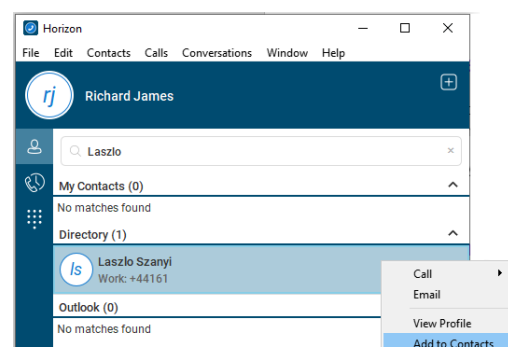 Horizon
File Edit Contacts Calls Conversations Window Help
rj Richard James
Laszlo
My Contacts (0)
No matches found
Directory (1)
ls Laszlo Szanyi
Work: +44161
Call
Email
Outlook (0)
No matches found
View Profile
Add to Contacts